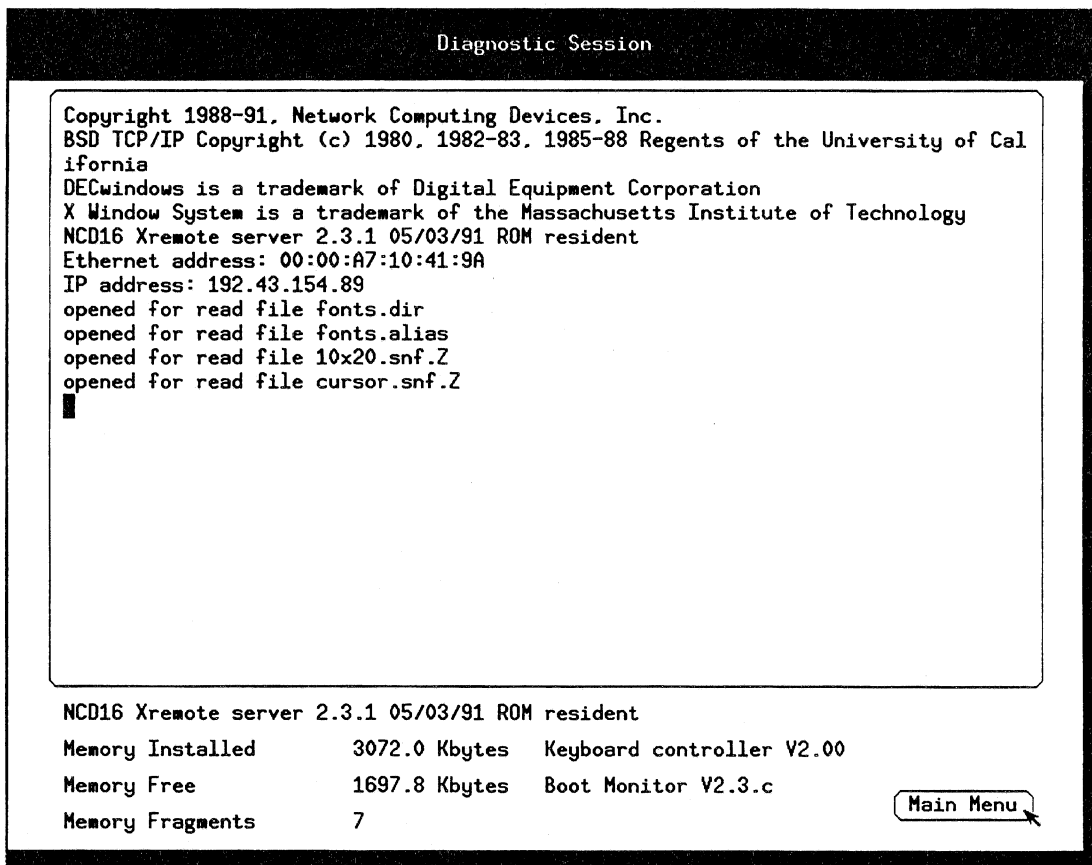 Diagnostic Session
Copyright 1988-91, Network Computing Devices, Inc.
BSD TCP/IP Copyright (c) 1980, 1982-83, 1985-88 Regents of the University of Cal
ifornia
DECwindows is a trademark of Digital Equipment Corporation
X Window System is a trademark of the Massachusetts Institute of Technology
NCD16 Xremote server 2.3.1 05/03/91 ROM resident
Ethernet address: 00:00:A7:10:41:9A
IP address: 192.43.154.89
opened for read file fonts.dir
opened for read file fonts.alias
opened for read file 10x20.snf.Z
opened for read file cursor.snf.Z
NCD16 Xremote server 2.3.1 05/03/91 ROM resident
Memory Installed 3072.0 Kbytes Keyboard controller V2.00
Memory Free 1697.8 Kbytes Boot Monitor V2.3.c
Main Menu
Memory Fragments 7